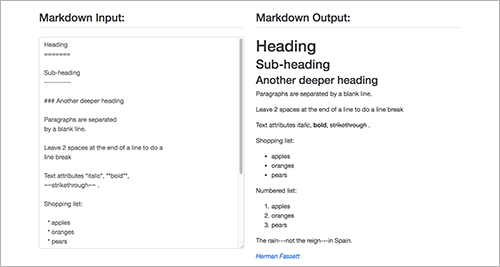 Markdown Input:
Heading
=======
Sub-heading
-----------
### Another deeper heading
Paragraphs are separated
by a blank line.
Leave 2 spaces at the end of a line to do a
line break
Text attributes *italic*, **bold**,
~~strikethrough~~ .
Shopping list:
* apples
* oranges
* pears
Markdown Output:
Heading
Sub-heading
Another deeper heading
Paragraphs are separated by a blank line.
Leave 2 spaces at the end of a line to do a line break
Text attributes italic, bold, strikethrough .
Shopping list:
• apples
• oranges
• pears
Numbered list:
1. apples
2. oranges
3. pears
The rain---not the reign---in Spain.
Herman Fassett